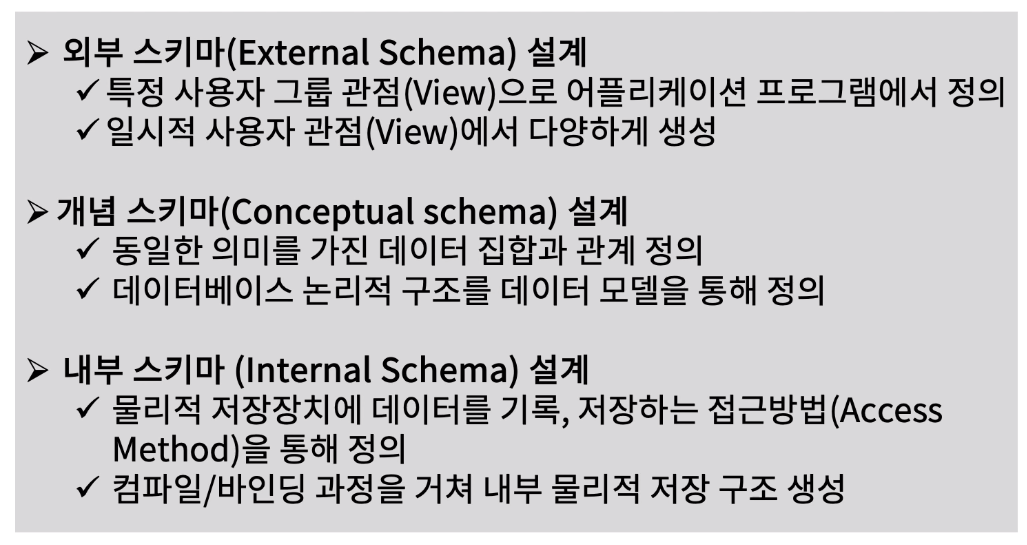 ➢ 외부 스키마(External Schema) 설계
✓ 특정 사용자 그룹 관점(View)으로 어플리케이션 프로그램에서 정의
✓ 일시적 사용자 관점(View)에서 다양하게 생성
➢ 개념 스키마(Conceptual schema) 설계
✓ 동일한 의미를 가진 데이터 집합과 관계 정의
✓ 데이터베이스 논리적 구조를 데이터 모델을 통해 정의
➢ 내부 스키마 (Internal Schema) 설계
✓ 물리적 저장장치에 데이터를 기록, 저장하는 접근방법(Access
Method)을 통해 정의
✓ 컴파일/바인딩 과정을 거쳐 내부 물리적 저장 구조 생성